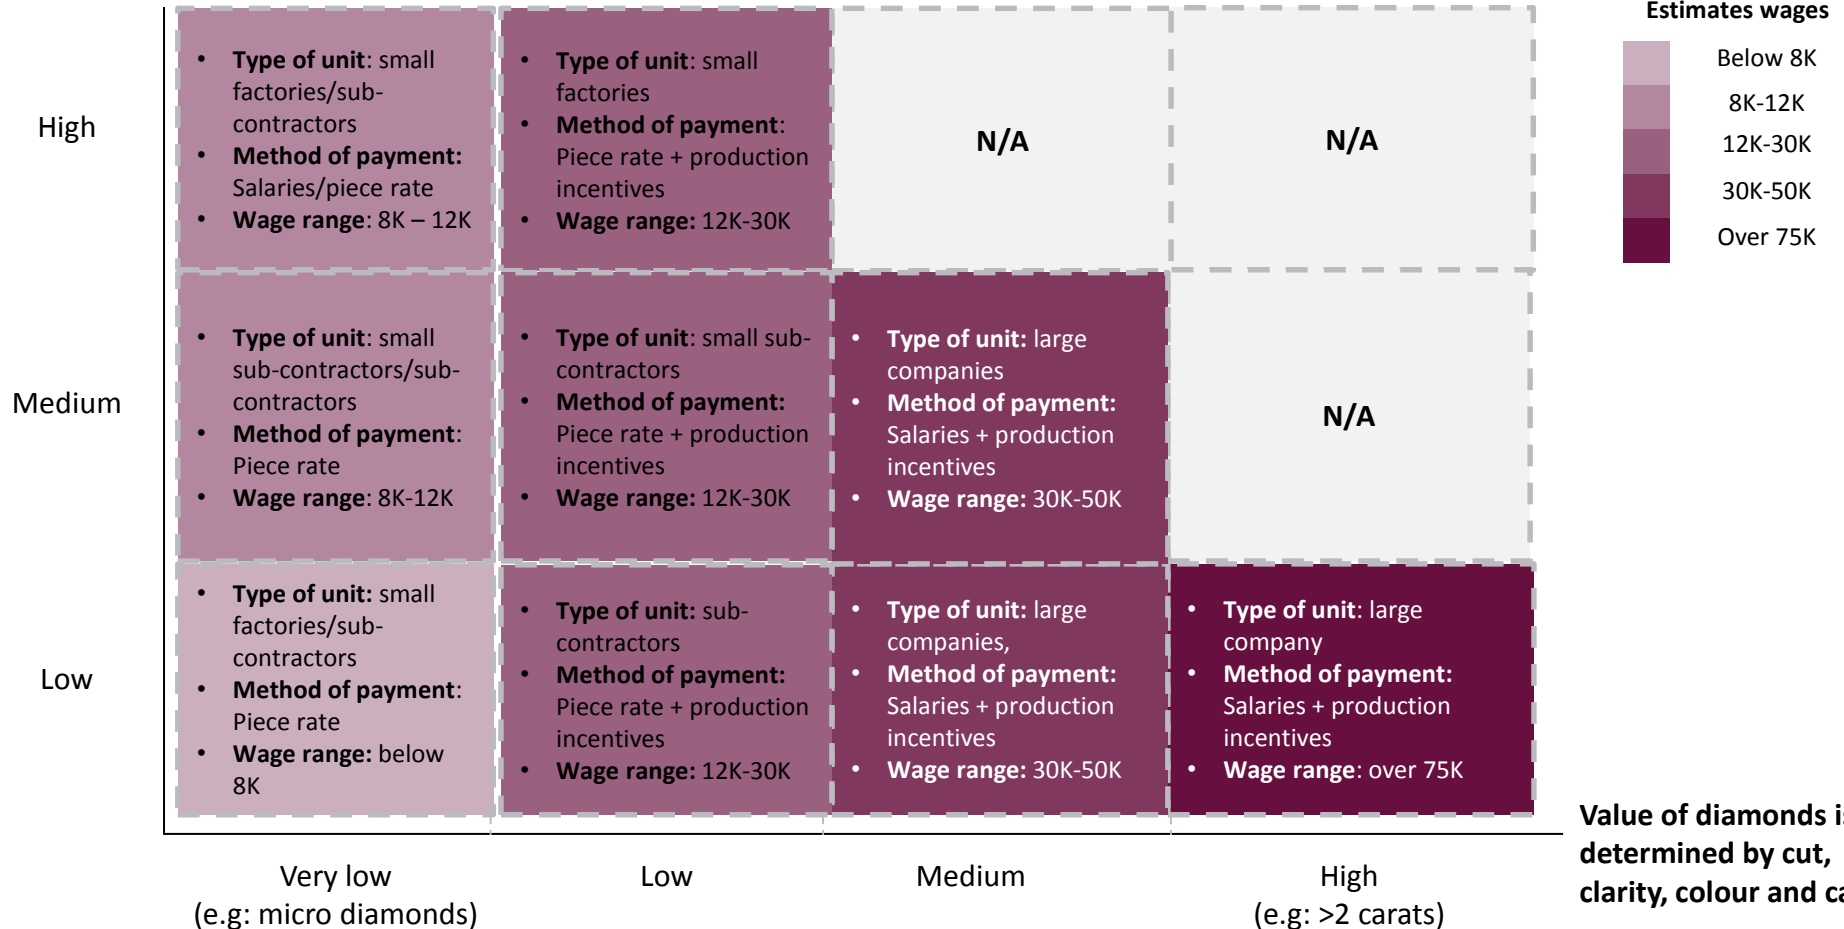 Estimates wages
Below 8K
8K-12K
12K-30K
30K-50K
Over 75K
High
• Type of unit: small
factories/sub-
contractors
• Method of payment:
Salaries/piece rate
• Wage range: 8K – 12K
• Type of unit: small
factories
• Method of payment:
Piece rate + production
incentives
• Wage range: 12K-30K
N/A
N/A
Medium
• Type of unit: small
sub-contractors/sub-
contractors
• Method of payment:
Piece rate
• Wage range: 8K-12K
• Type of unit: small sub-
contractors
• Method of payment:
Piece rate + production
incentives
• Wage range: 12K-30K
• Type of unit: large
companies
• Method of payment:
Salaries + production
incentives
• Wage range: 30K-50K
N/A
Low
• Type of unit: small
factories/sub-
contractors
• Method of payment:
Piece rate
• Wage range: below
8K
• Type of unit: sub-
contractors
• Method of payment:
Piece rate + production
incentives
• Wage range: 12K-30K
• Type of unit: large
companies,
• Method of payment:
Salaries + production
incentives
• Wage range: 30K-50K
• Type of unit: large
company
• Method of payment:
Salaries + production
incentives
• Wage range: over 75K
Very low
(e.g: micro diamonds)
Low
Medium
High
(e.g: >2 carats)
Value of diamonds
determined by cut,
clarity, colour and